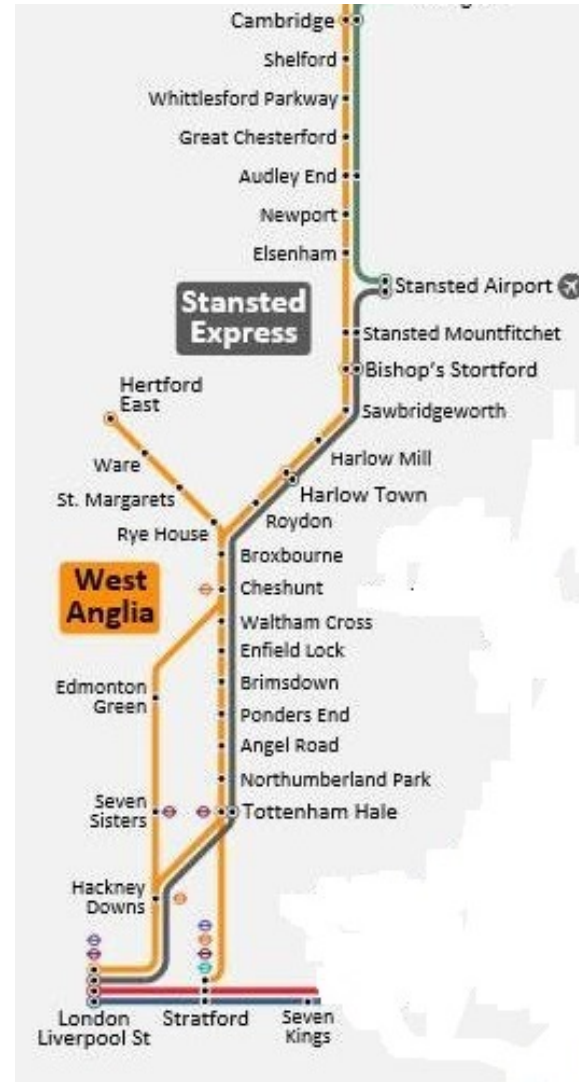 Cambridge
Shelford
Whittlesford Parkway
Great Chesterford
Audley End
Newport
Elsenham
Stansted Airport
Stansted
Express
Stansted Mountfitchet
Bishop's Stortford
Hertford
East
Sawbridgeworth
Ware
Harlow Mill
St. Margarets
Harlow Town
Roydon
Rye House
Broxbourne
West
Anglia
Cheshunt
Waltham Cross
Enfield Lock
Edmonton
Green
Brimsdown
Ponders End
Angel Road
Northumberland Park
Seven
Sisters
Tottenham Hale
Hackney
Downs
London
Liverpool St
Stratford
Seven
Kings